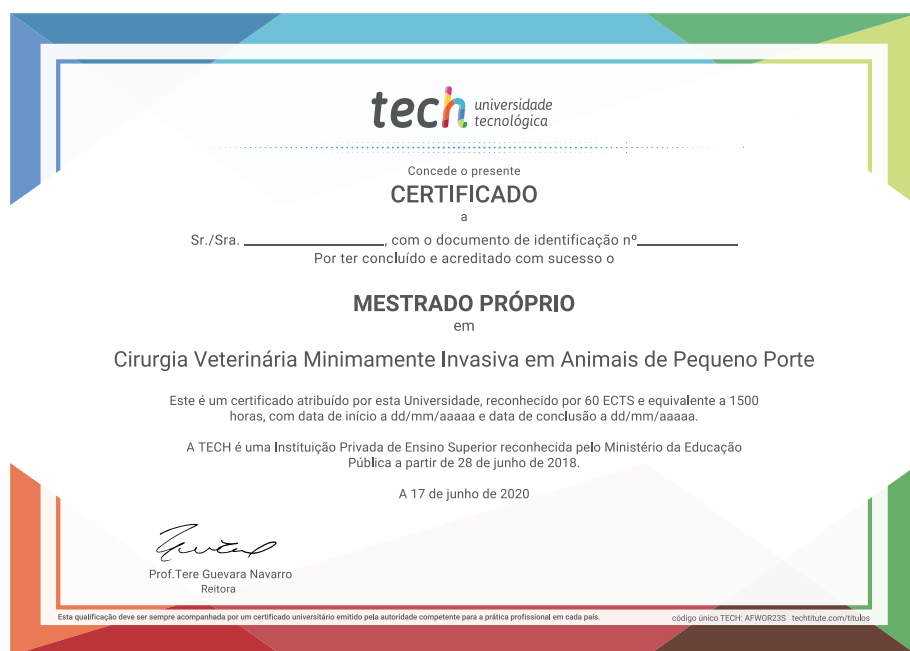 tech universidade
tecnológica
Concede o presente
CERTIFICADO
a
Sr./Sra. ____________________, com o documento de identificação nº______________
Por ter concluído e acreditado com sucesso o
MESTRADO PRÓPRIO
em
Cirurgia Veterinária Minimamente Invasiva em Animais de Pequeno Porte
Este é um certificado atribuído por esta Universidade, reconhecido por 60 ECTS e equivalente a 1500
horas, com data de início a dd/mm/aaaaa e data de conclusão a dd/mm/aaaaa.
A TECH é uma Instituição Privada de Ensino Superior reconhecida pelo Ministério da Educação
Pública a partir de 28 de junho de 2018.
A 17 de junho de 2020
Prof.Tere Guevara Navarro
Reitora
Esta qualificação deve ser sempre acompanhada por um certificado universitário emitido pela autoridade competente para a prática profissional em cada país.
código único TECH: AFWOR23S techtitute.com/titulos